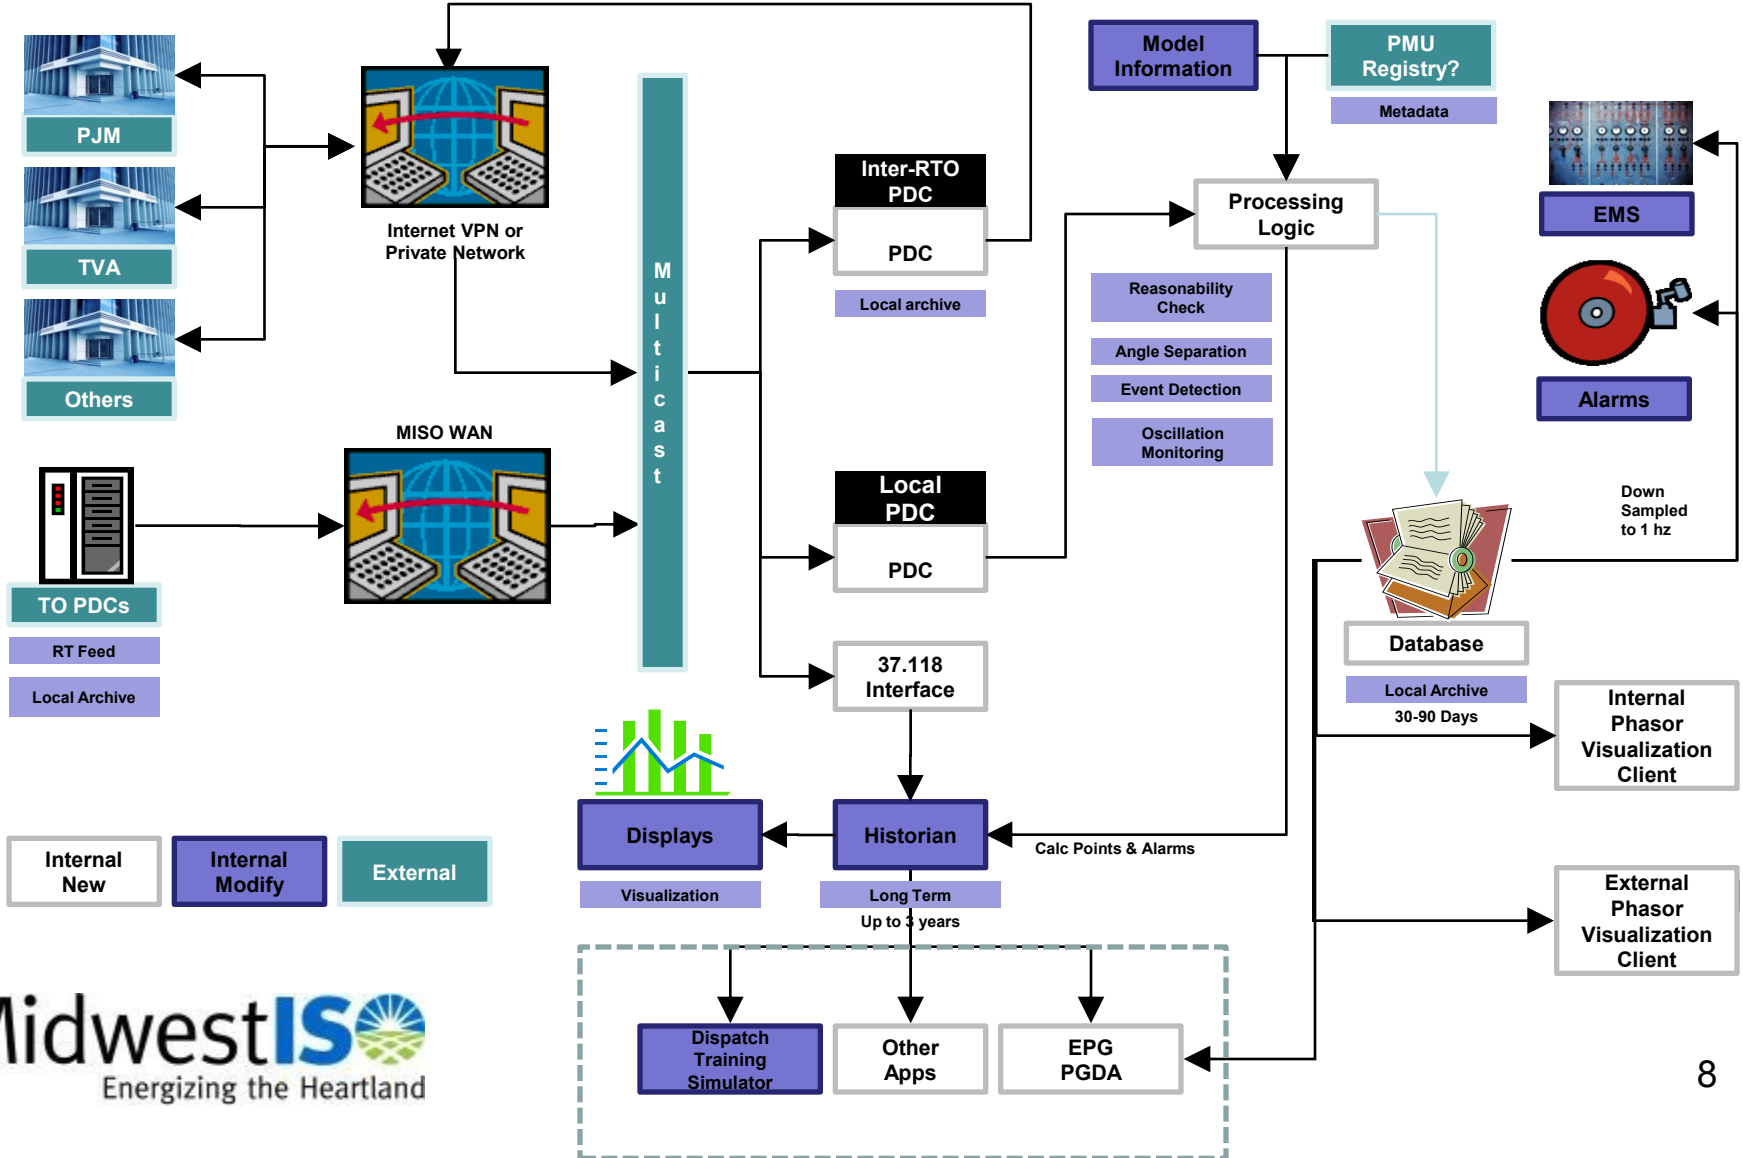 PJM
TVA
Others
Internet VPN or
Private Network
MISO WAN
TO PDCs
RT Feed
Local Archive
Multicast
Inter-RTO
PDC
PDC
Local archive
Local
PDC
PDC
37.118
Interface
Model
Information
PMU
Registry?
Metadata
Processing
Logic
Reasonability
Check
Angle Separation
Event Detection
Oscillation
Monitoring
EMS
Alarms
Down
Sampled
to 1 hz
Database
Local Archive
30-90 Days
Internal
Phasor
Visualization
Client
External
Phasor
Visualization
Client
Displays
Visualization
Historian
Long Term
Up to 3 years
Calc Points & Alarms
Dispatch
Training
Simulator
Other
Apps
EPG
PGDA
Internal
New
Internal
Modify
External
MidwestISO
Energizing the Heartland
8